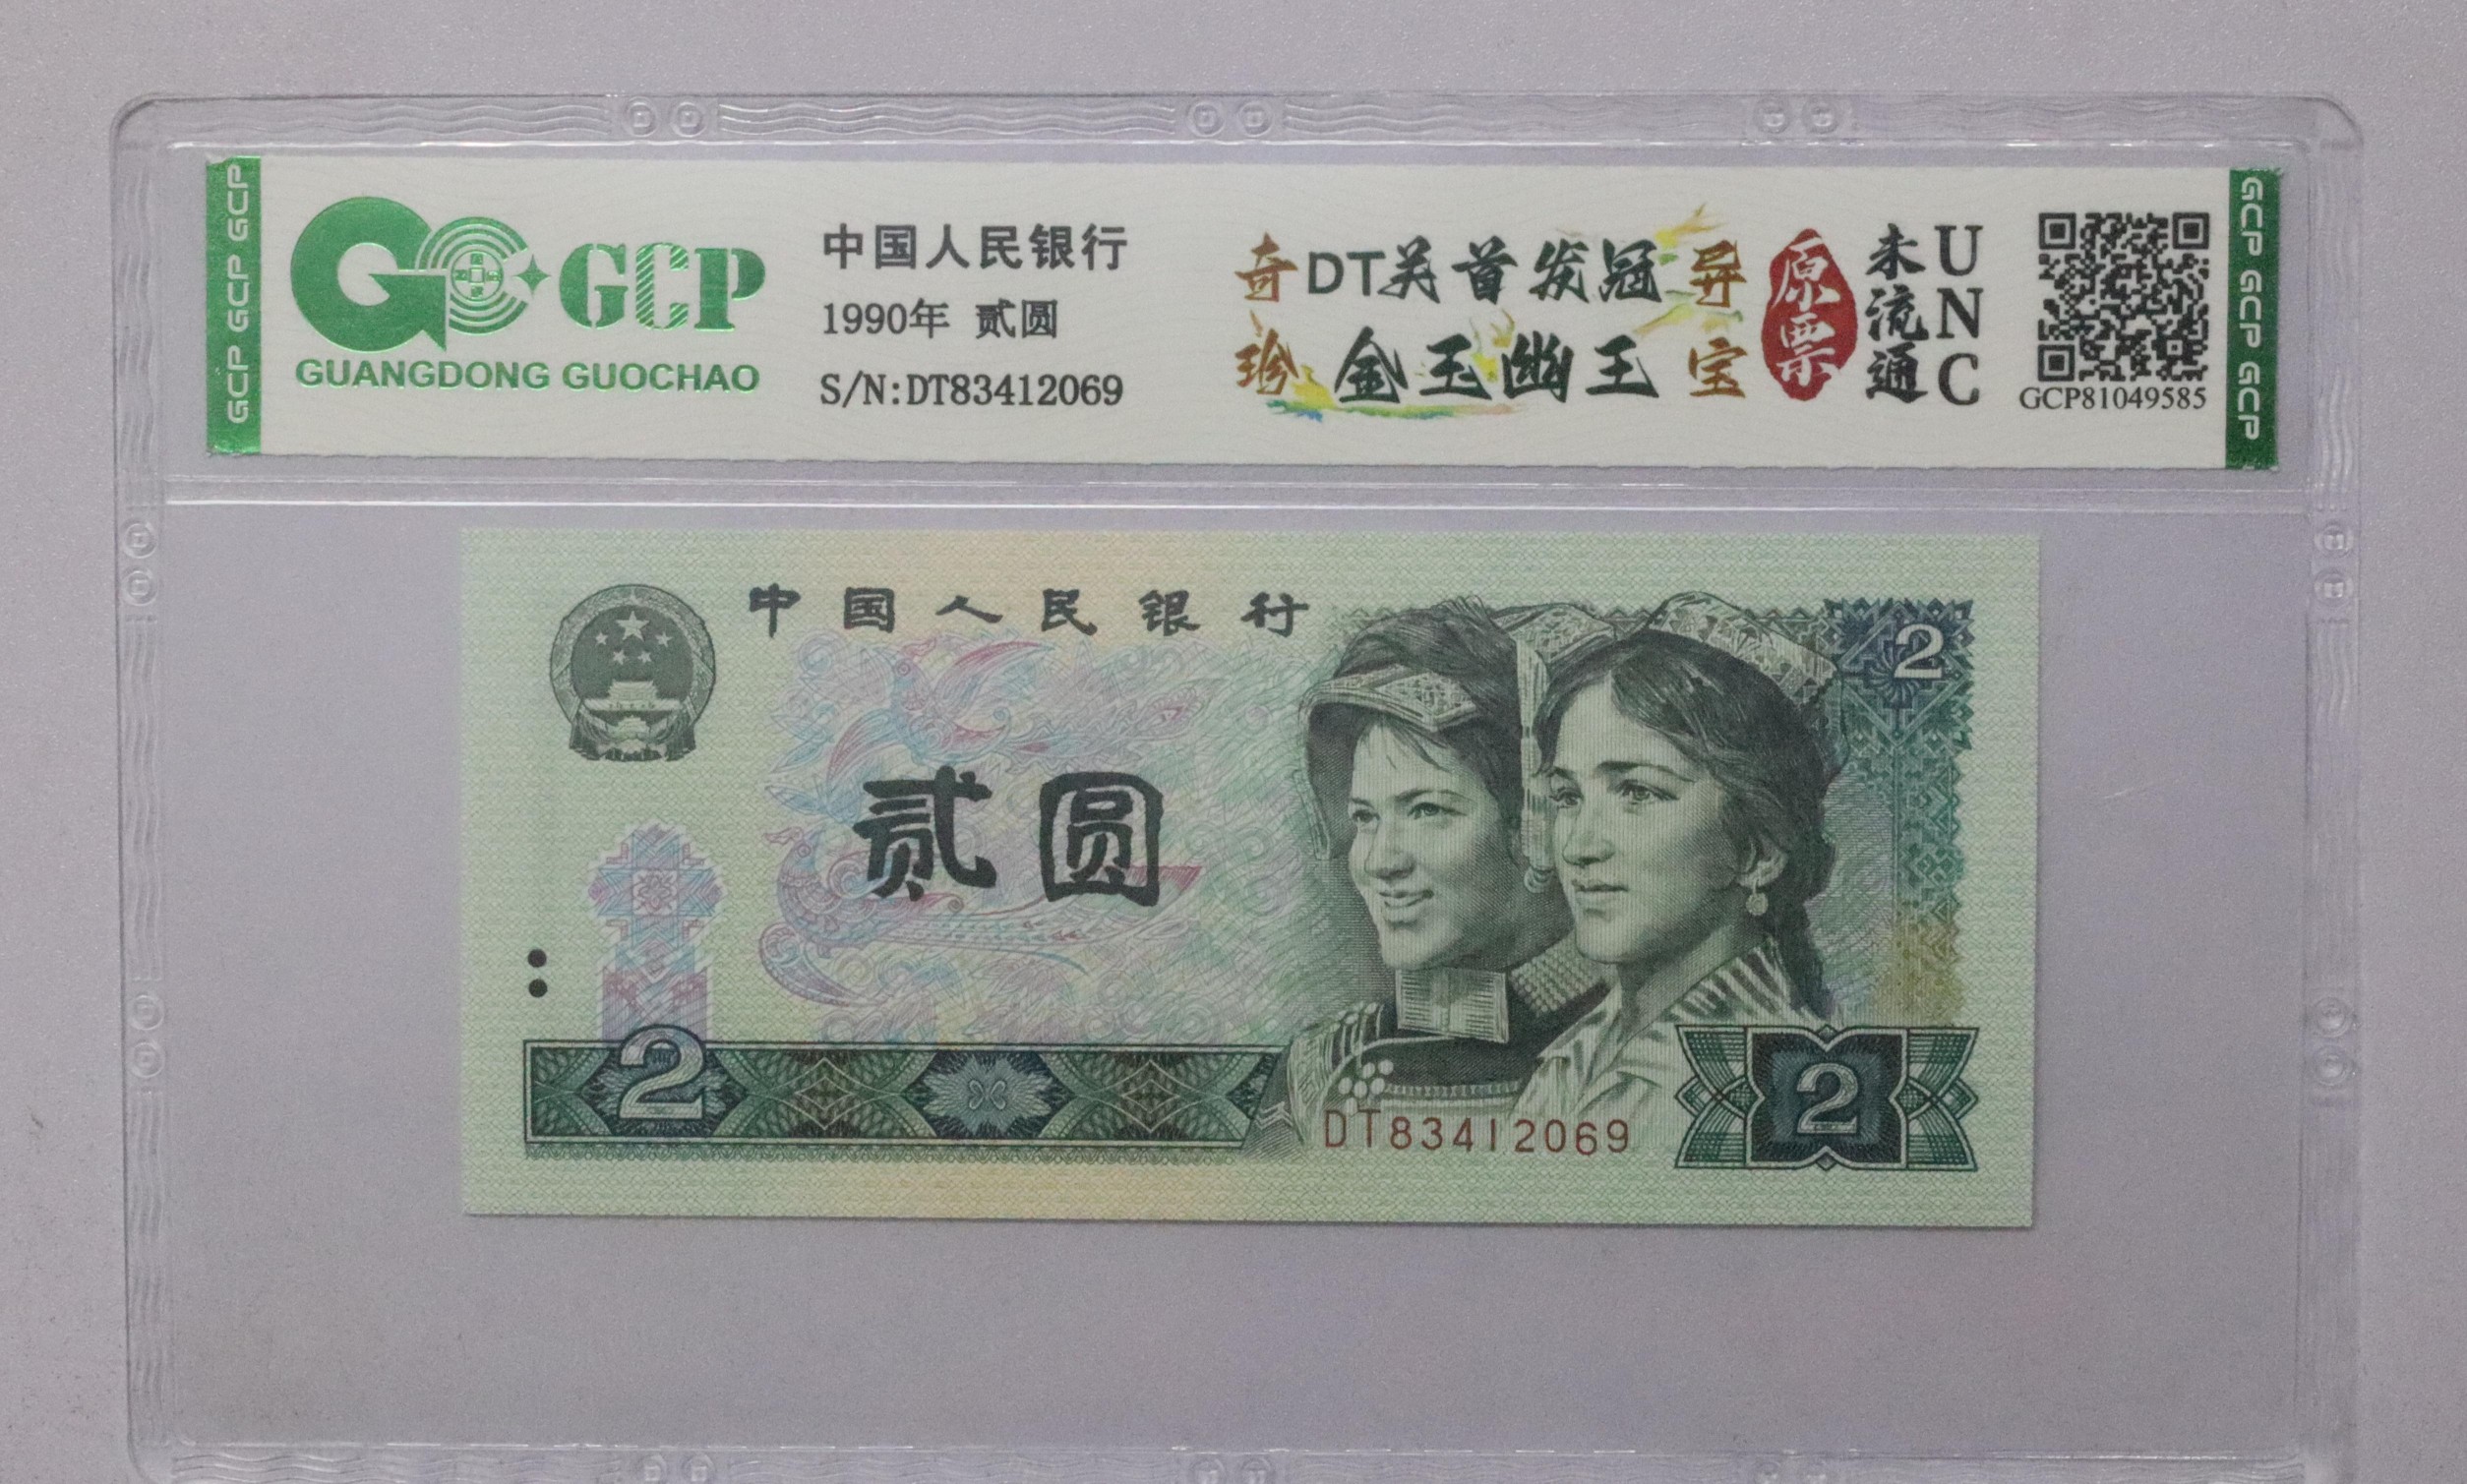 GCP GCP GCP
GCP
GUANGDONG GUOCHAO
中国人民银行
1990年 贰圆
S/N:DT83412069
奇DT关首发冠异
珍金玉幽王宝
原票
未流通
UNC
GCP81049585
GCP GCP GCP
中国人民银行
2
贰圆
2
DT83412069
2